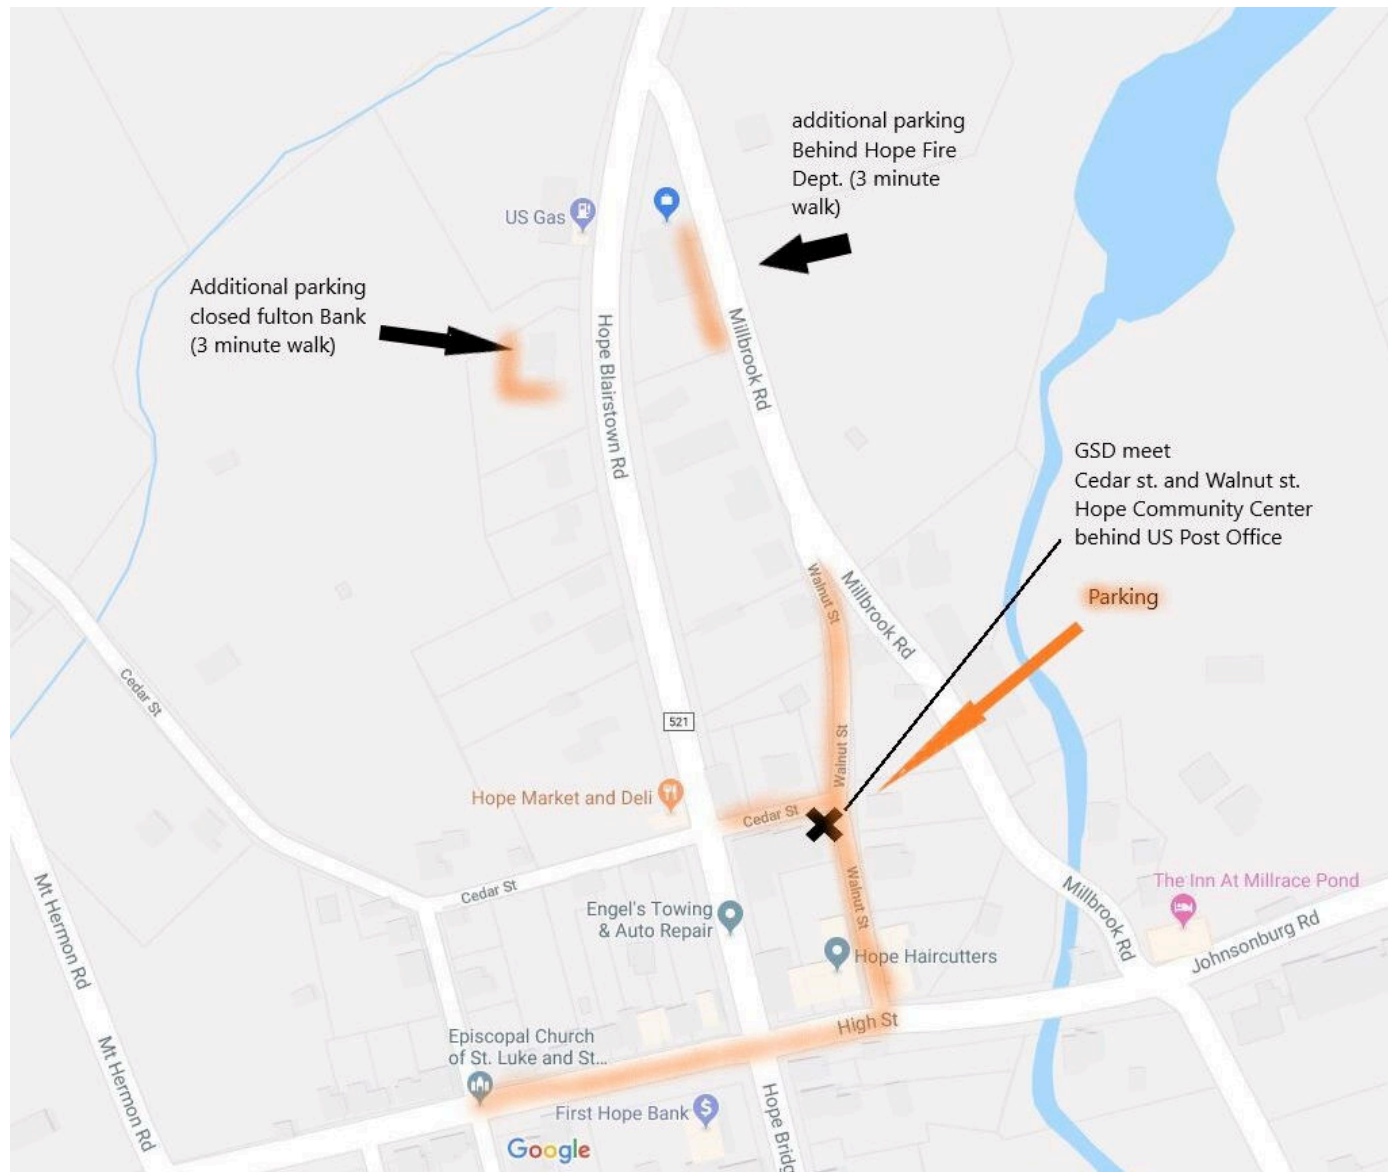 additional parking
Behind Hope Fire
Dept. (3 minute
walk)
US Gas
Additional parking
closed fulton Bank
(3 minute walk)
Hope Blairstown Rd
Millbrook Rd
GSD meet
Cedar st. and Walnut st.
Hope Community Center
behind US Post Office
Parking
Walnut St
Millbrook Rd
Cedar St
521
Walnut St
Hope Market and Deli
Cedar St
Cedar St
Walnut St
Mt Hermon Rd
Engel's Towing
& Auto Repair
Hope Haircutters
Millbrook Rd
The Inn At Millrace Pond
Johnsonburg Rd
High St
Episcopal Church
of St. Luke and St...
Mt Hermon Rd
First Hope Bank
$
Hope Bridg
Google